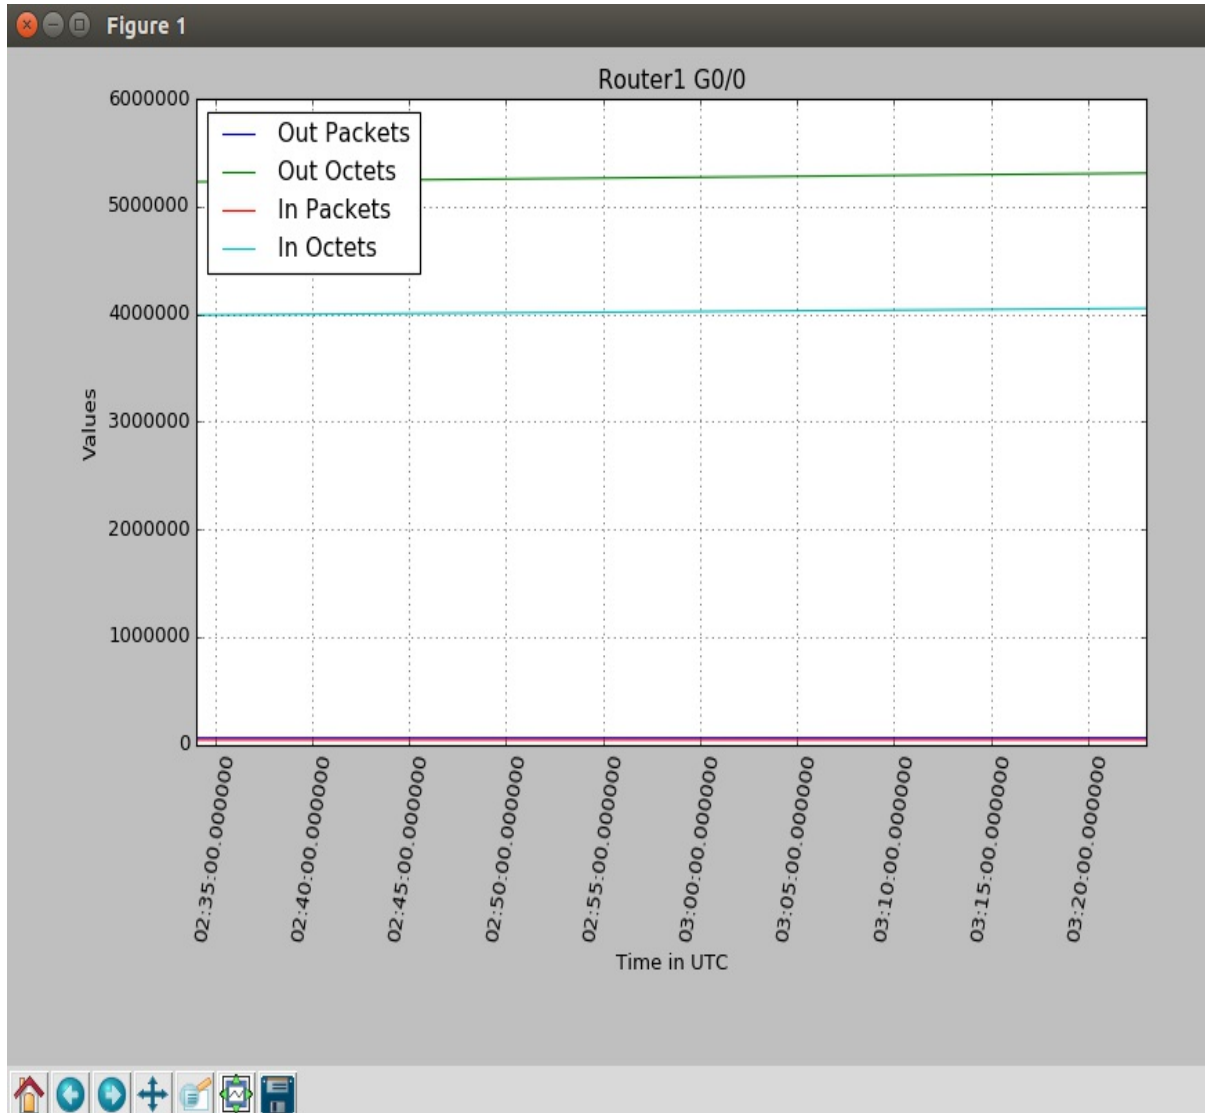 Figure 1
Router1 G0/0
6000000
5000000
4000000
3000000
2000000
1000000
0
Values
Out Packets
Out Octets
In Packets
In Octets
02:35:00.000000
02:40:00.000000
02:45:00.000000
02:50:00.000000
02:55:00.000000
03:00:00.000000
03:05:00.000000
03:10:00.000000
03:15:00.000000
03:20:00.000000
Time in UTC